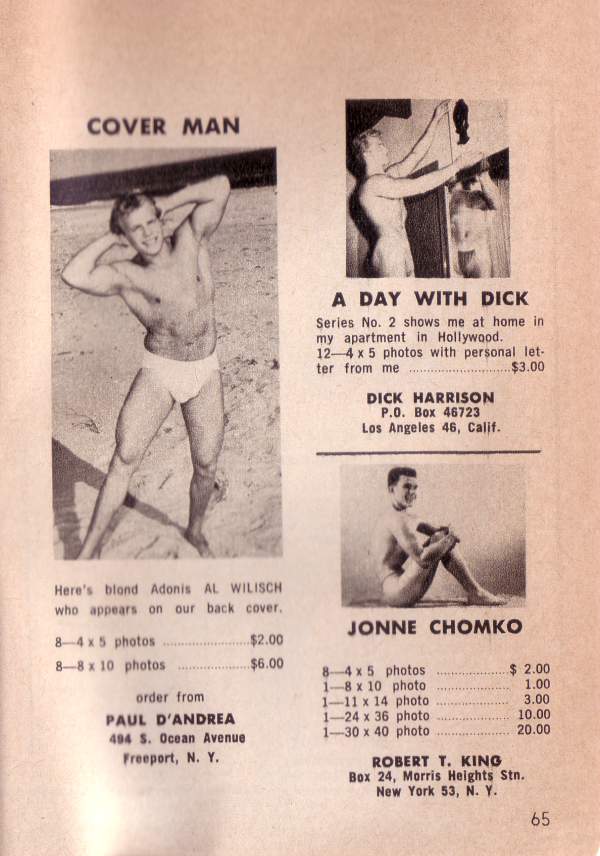 COVER MAN
Here's blond Adonis AL WILISCH
who appears on our back cover.
8—4 x 5 photos ........................$2.00
8—8 x 10 photos ....................$6.00
order from
PAUL D'ANDREA
494 S. Ocean Avenue
Freeport, N. Y.
A DAY WITH DICK
Series No. 2 shows me at home in
my apartment in Hollywood.
12—4 x 5 photos with personal let-
ter from me ............................$3.00
DICK HARRISON
P.O. Box 46723
Los Angeles 46, Calif.
JONNE CHOMKO
8—4 x 5 photos ....................$ 2.00
1—8 x 10 photo .................... 1.00
1—11 x 14 photo .................... 3.00
1—24 x 36 photo .................... 10.00
1—30 x 40 photo .................... 20.00
ROBERT T. KING
Box 24, Morris Heights Stn.
New York 53, N. Y.
65